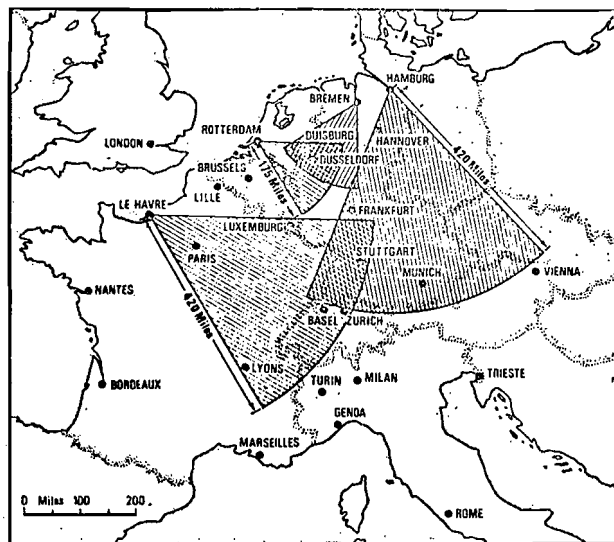 HAMBURG
BREMEN
ROTTERDAM
DUISBURG
HANNOVER
LONDON
DUSSELDORF
420 Miles
BRUSSELS
175 Miles
LILLE
LE HAVRE
FRANKFURT
LUXEMBURG
PARIS
STUTTGART
MUNICH
VIENNA
NANTES
420 Miles
BASEL
ZURICH
LYONS
BORDEAUX
TURIN
MILAN
TRIESTE
GENOA
MARSEILLES
0 Miles 100 200
ROME